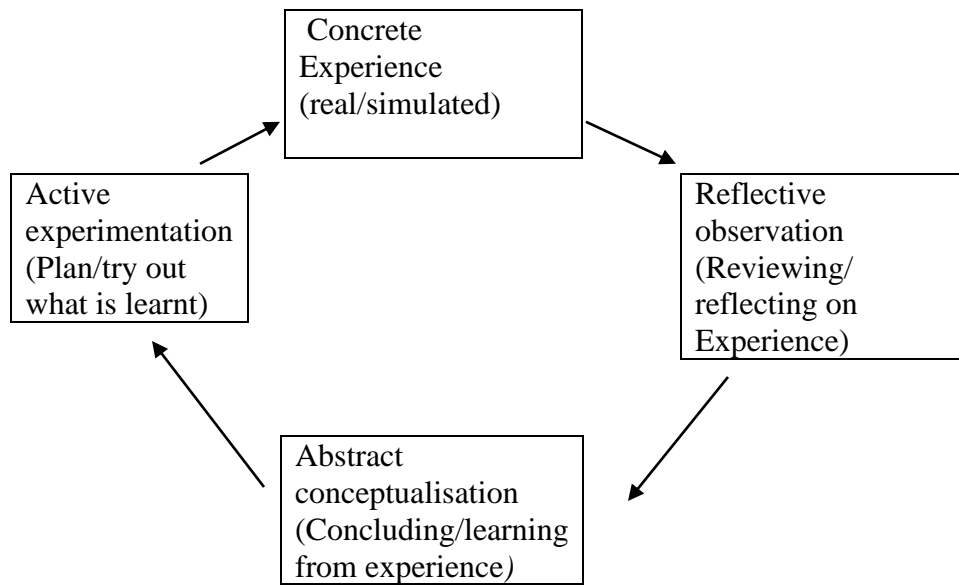 Concrete
Experience
(real/simulated)
Active
experimentation
(Plan/try out
what is learnt)
Reflective
observation
(Reviewing/
reflecting on
Experience)
Abstract
conceptualisation
(Concluding/learning
from experience)